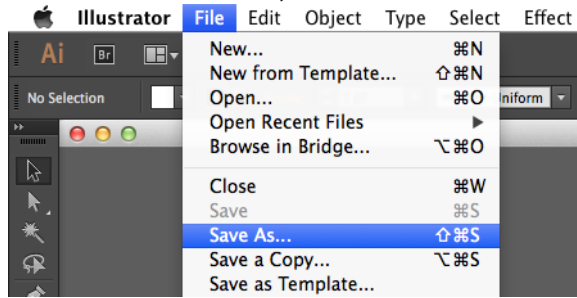 Illustrator File Edit Object Type Select Effect
Ai Br
New... ⌘N
New from Template... ⇧⌘N
No Selection
Open... ⌘O
niform
Open Recent Files ▶
Browse in Bridge... ⌥⌘O
Close ⌘W
Save ⌘S
Save As... ⇧⌘S
Save a Copy... ⌥⌘S
Save as Template...